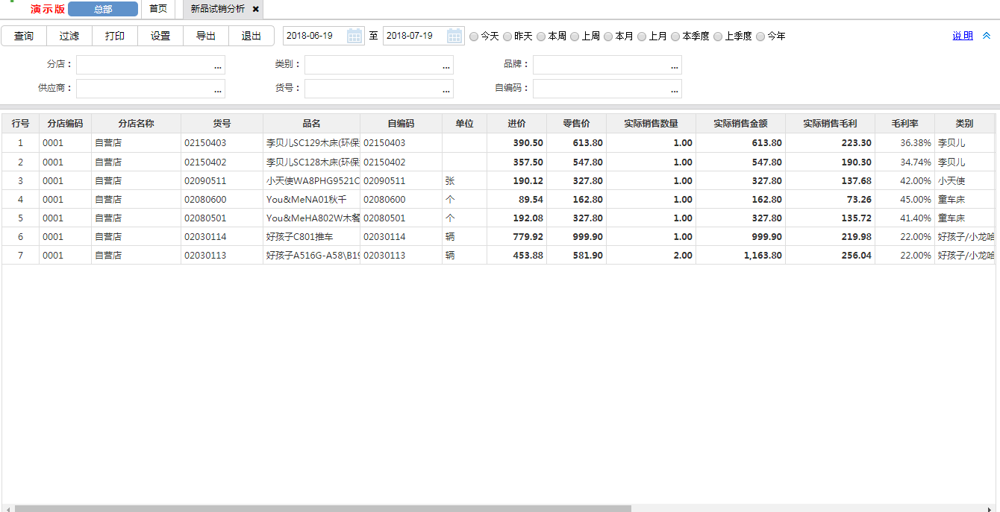 演示版 总部 首页 新品试销分析 ✖
查询 过滤 打印 设置 导出 退出 2018-06-19 至 2018-07-19 今天 昨天 本周 上周 本月 上月 本季度 上季度 今年 说明
分店： ... 类别： ... 品牌： ...
供应商： ... 货号： ... 自编码： ...
行号 分店编码 分店名称 货号 品名 自编码 单位 进价 零售价 实际销售数量 实际销售金额 实际销售毛利 毛利率 类别
1 0001 自营店 02150403 李贝儿SC129木床(环保 02150403 390.50 613.80 1.00 613.80 223.30 36.38% 李贝儿
2 0001 自营店 02150402 李贝儿SC128木床(环保 02150402 357.50 547.80 1.00 547.80 190.30 34.74% 李贝儿
3 0001 自营店 02090511 小天使WA8PHG9521C 02090511 张 190.12 327.80 1.00 327.80 137.68 42.00% 小天使
4 0001 自营店 02080600 You&MeNA01秋千 02080600 个 89.54 162.80 1.00 162.80 73.26 45.00% 童车床
5 0001 自营店 02080501 You&MeHA802W木餐 02080501 个 192.08 327.80 1.00 327.80 135.72 41.40% 童车床
6 0001 自营店 02030114 好孩子C801推车 02030114 辆 779.92 999.90 1.00 999.90 219.98 22.00% 好孩子/小龙哈
7 0001 自营店 02030113 好孩子A516G-A58\B19 02030113 辆 453.88 581.90 2.00 1,163.80 256.04 22.00% 好孩子/小龙哈